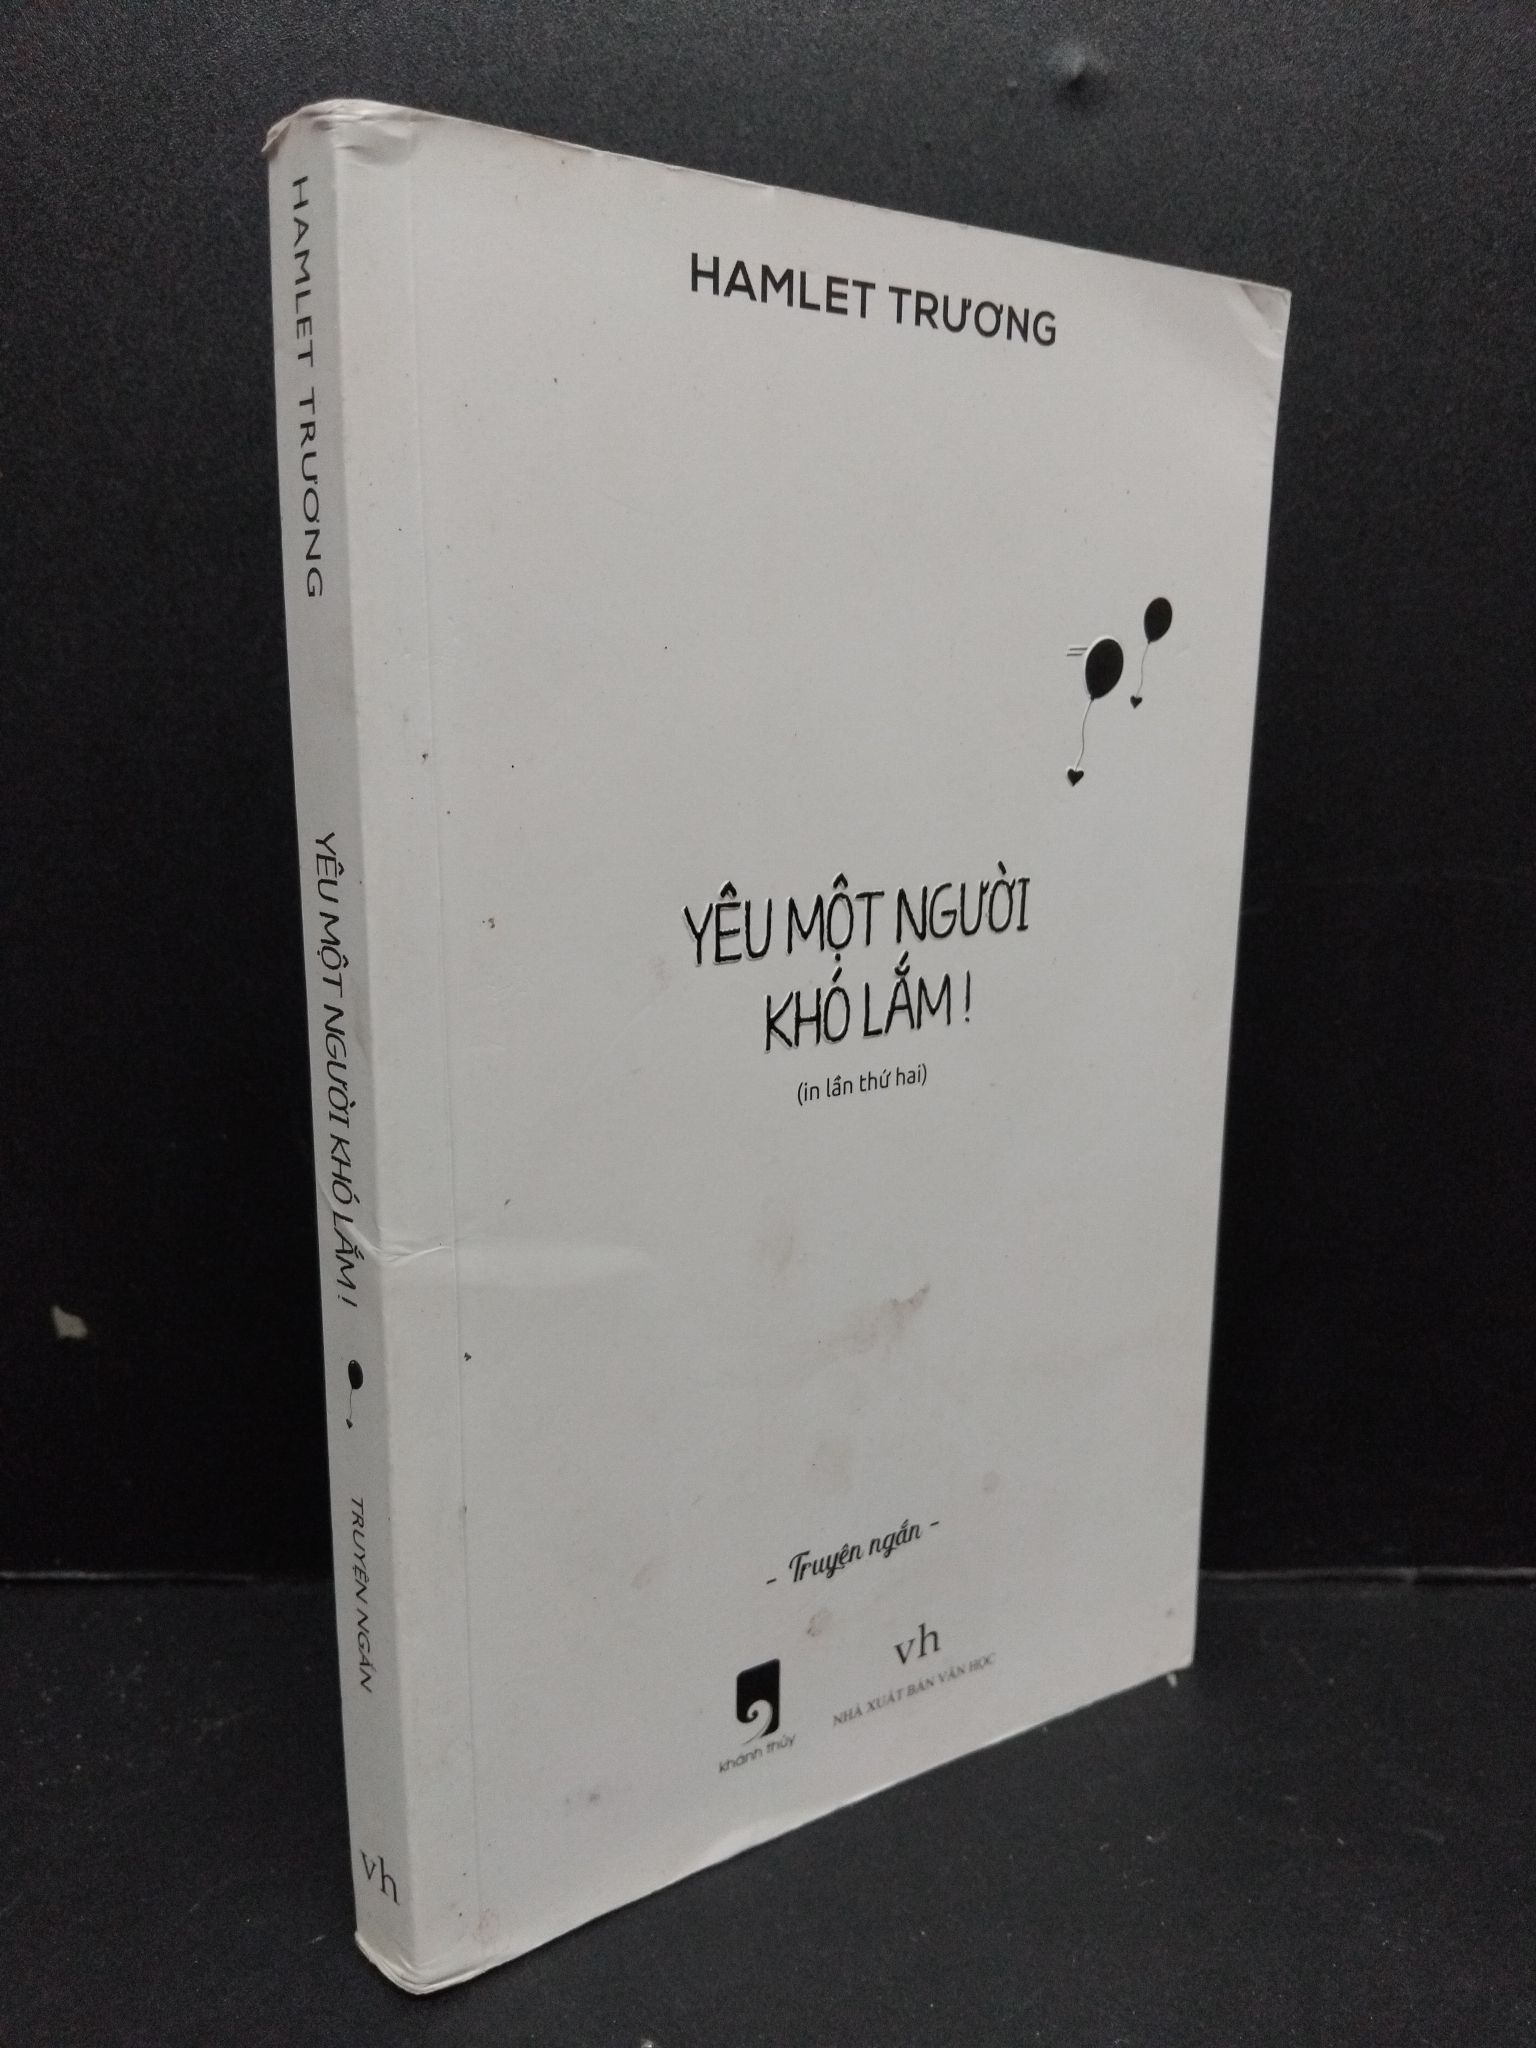 HAMLET TRƯƠNG
YÊU MỘT NGƯỜI KHÓ LẮM !
TRUYỆN NGẮN
vh
HAMLET TRƯƠNG
YÊU MỘT NGƯỜI
KHÓ LẮM !
(in lần thứ hai)
- Truyện ngắn -
khánh thủy
vh
NHÀ XUẤT BẢN VĂN HỌC